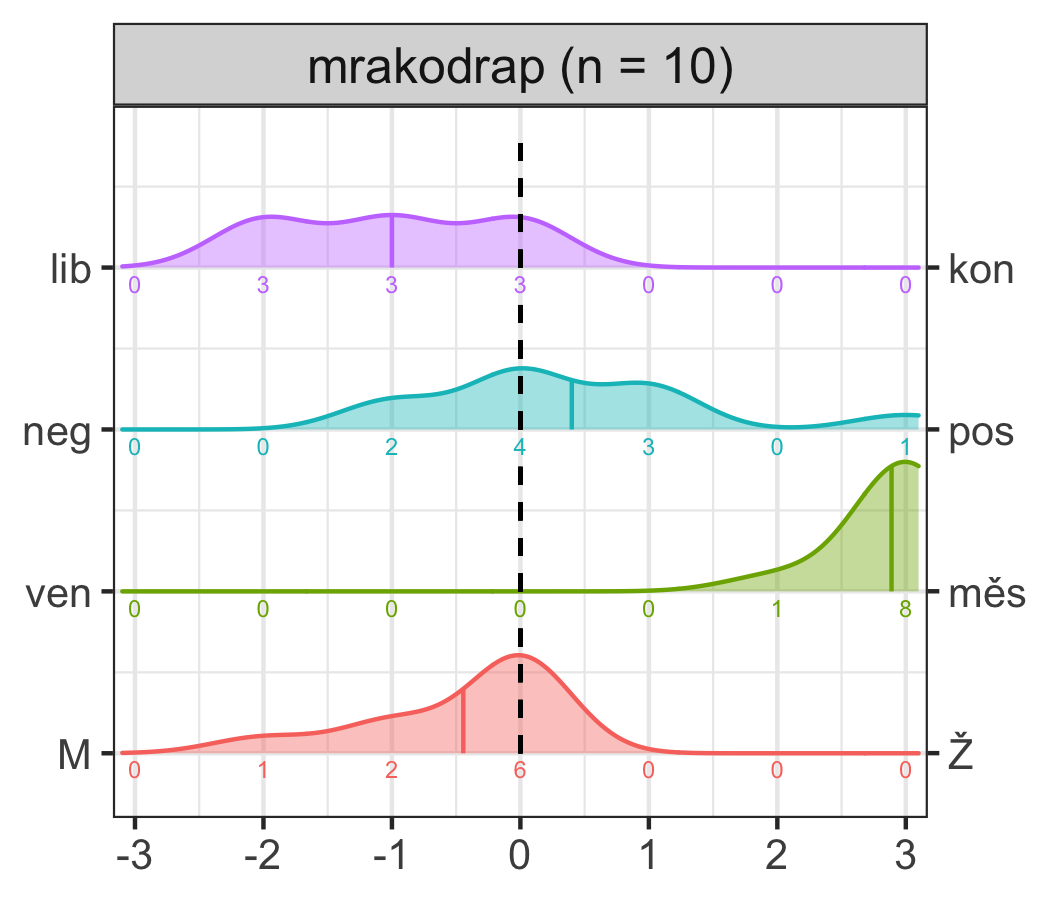 mrakodrap (n = 10)
lib kon
0 3 3 3 0 0 0
neg pos
0 0 2 4 3 0 1
ven měs
0 0 0 0 0 1 8
M Ž
0 1 2 6 0 0 0
-3 -2 -1 0 1 2 3